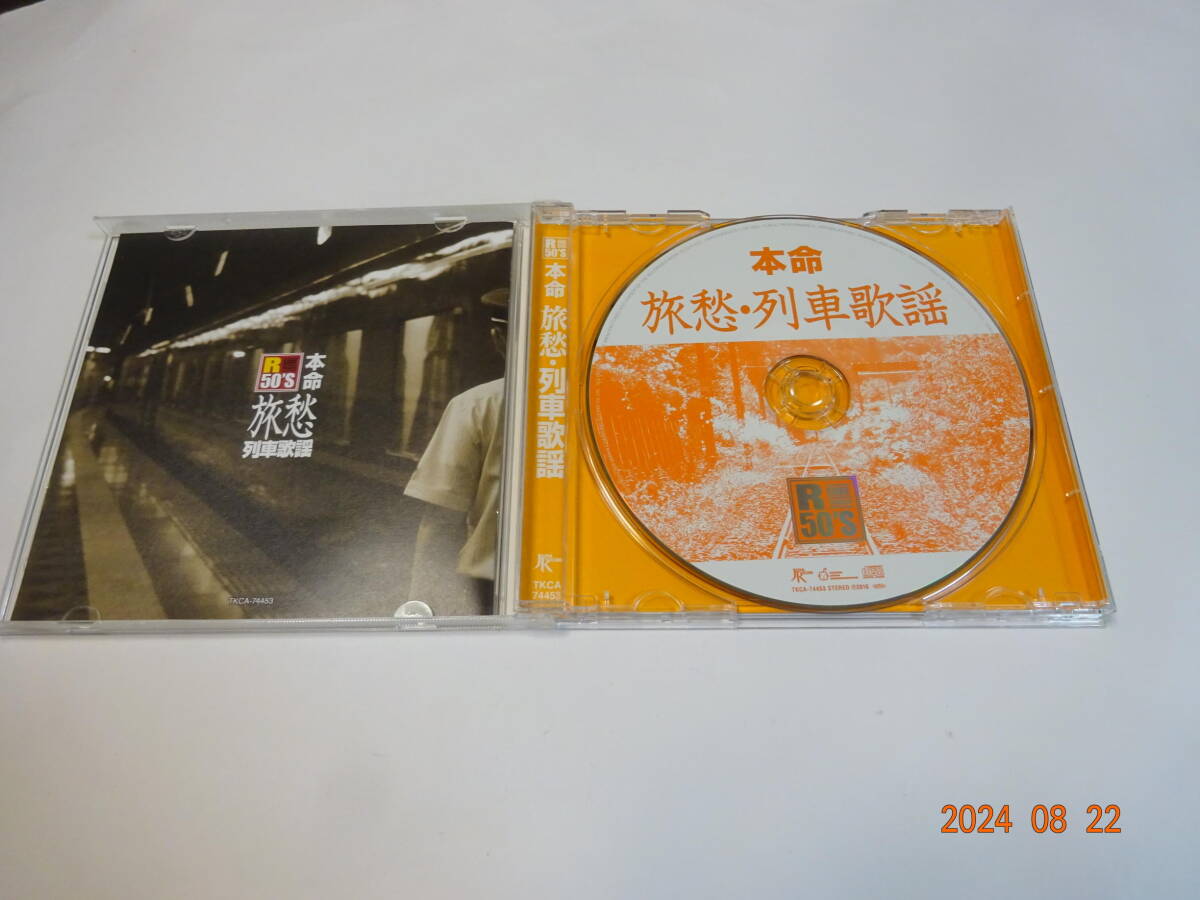 R
50'S
本命
旅愁
列車歌謡
TKCA-74453
R
50'S
本命 旅愁 列車歌謡
TKCA
74453
本命
旅愁・列車歌謡
R
50'S
TKCA-74453 STEREO
2024 08 22